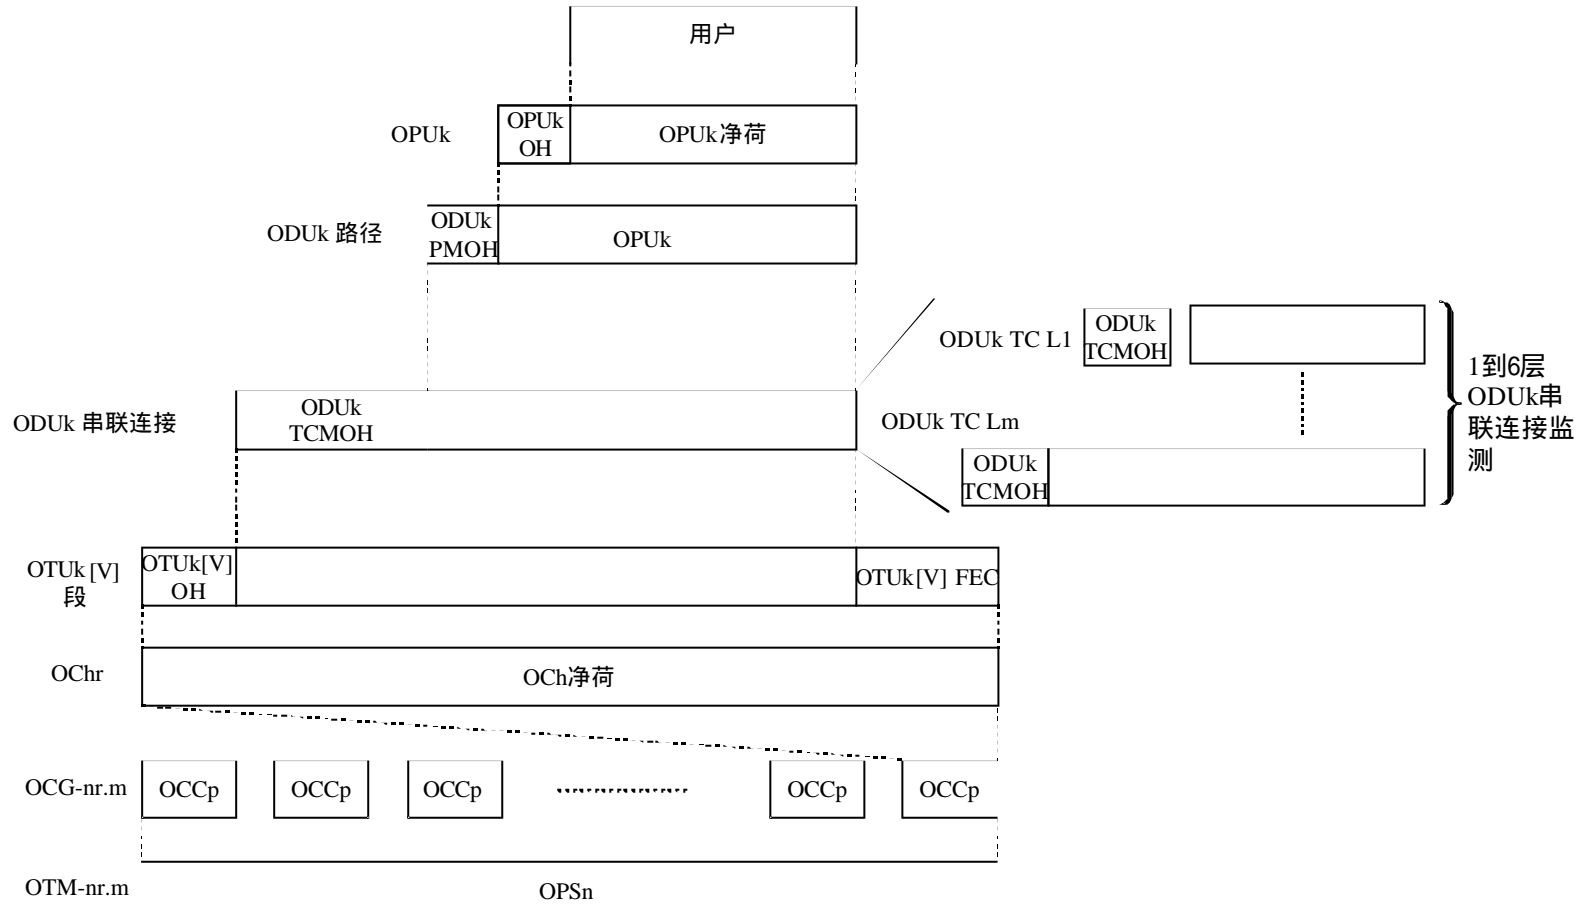 用户
OPUk
OPUk
OH
OPUk净荷
ODUk 路径
ODUk
PMOH
OPUk
ODUk 串联连接
ODUk
TCMOH
ODUk TC L1
ODUk
TCMOH
ODUk TC Lm
ODUk
TCMOH
1到6层
ODUk串
联连接监
测
OTUk [V]
段
OTUk[V]
OH
OTUk[V] FEC
OChr
OCh净荷
OCG-nr.m
OCCp
OCCp
OCCp
OCCp
OCCp
OTM-nr.m
OPSn